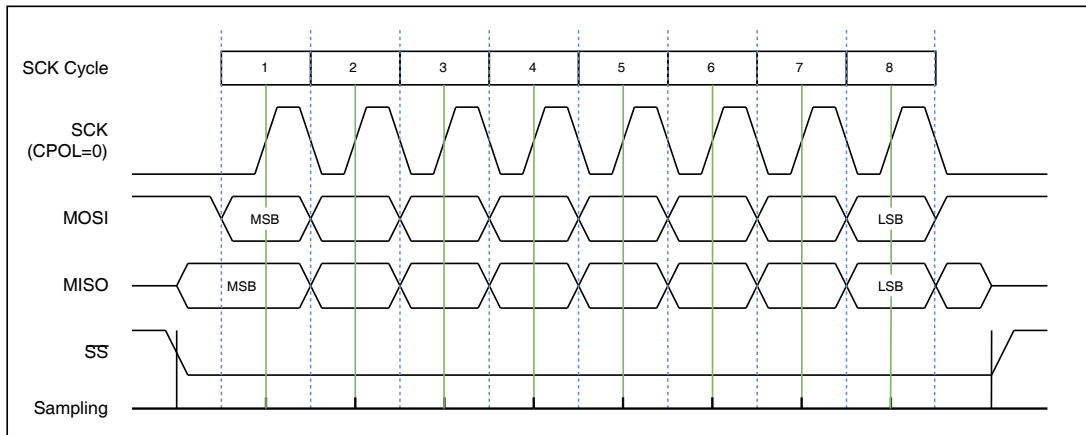 SCK Cycle 1 2 3 4 5 6 7 8
SCK
(CPOL=0)
MOSI MSB LSB
MISO MSB LSB
SS
Sampling